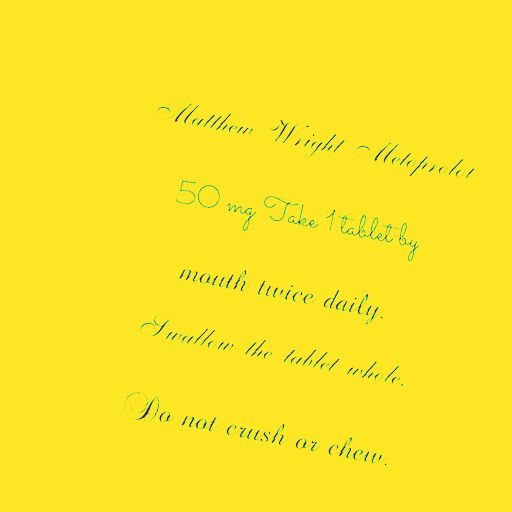 Matthew Wright Metoprolol
50 mg Take 1 tablet by
mouth twice daily.
Swallow the tablet whole.
Do not crush or chew.